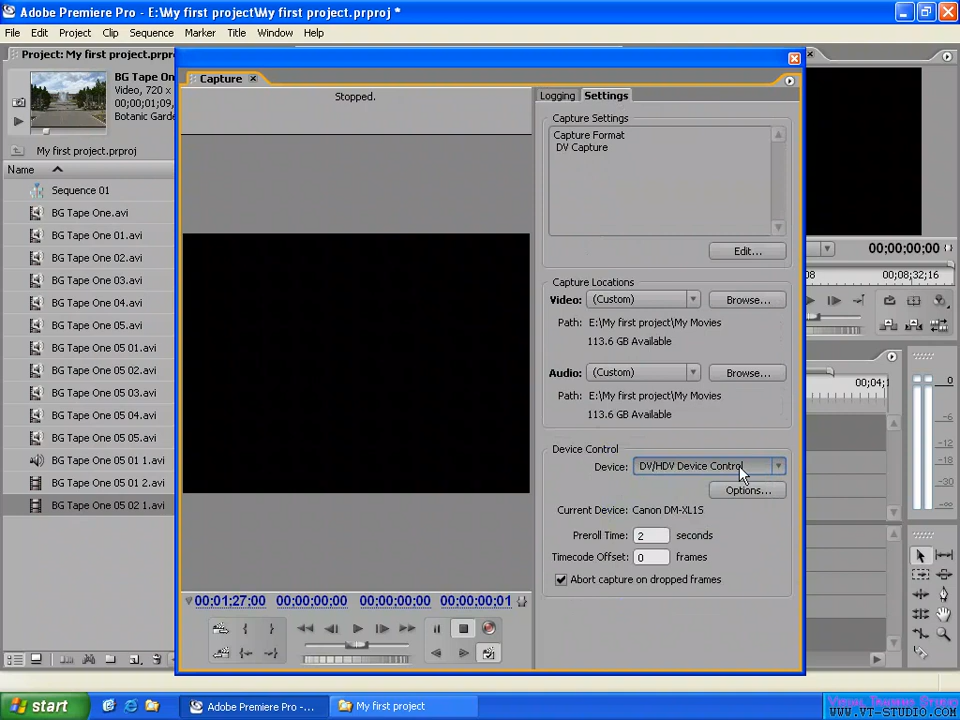 Adobe Premiere Pro - E:\My first project\My first project.prproj *
File Edit Project Clip Sequence Marker Title Window Help
Project: My first project.prpr
BG Tape On
Video, 720 x
00;00;01;09,
Botanic Garde
My first project.prproj
Name
Sequence 01
BG Tape One.avi
BG Tape One 01.avi
BG Tape One 02.avi
BG Tape One 03.avi
BG Tape One 04.avi
BG Tape One 05.avi
BG Tape One 05 01.avi
BG Tape One 05 02.avi
BG Tape One 05 03.avi
BG Tape One 05 04.avi
BG Tape One 05 05.avi
BG Tape One 05 01 1.avi
BG Tape One 05 01 2.avi
BG Tape One 05 02 1.avi
Capture
Stopped.
00;01;27;00 00;00;00;00 00;00;00;00 00;00;00;01
Logging Settings
Capture Settings
Capture Format
DV Capture
Edit...
Capture Locations
Video: (Custom) Browse...
Path: E:\My first project\My Movies
113.6 GB Available
Audio: (Custom) Browse...
Path: E:\My first project\My Movies
113.6 GB Available
Device Control
Device: DV/HDV Device Control
Options...
Current Device: Canon DM-XL1S
Preroll Time: 2 seconds
Timecode Offset: 0 frames
Abort capture on dropped frames
00;00;00;00
08 00;08;32;16
00;04;1
0
-6
-12
-18
-30
-∞
start
Adobe Premiere Pro -...
My first project
Visual Training Studio
WWW.VT-STUDIO.COM